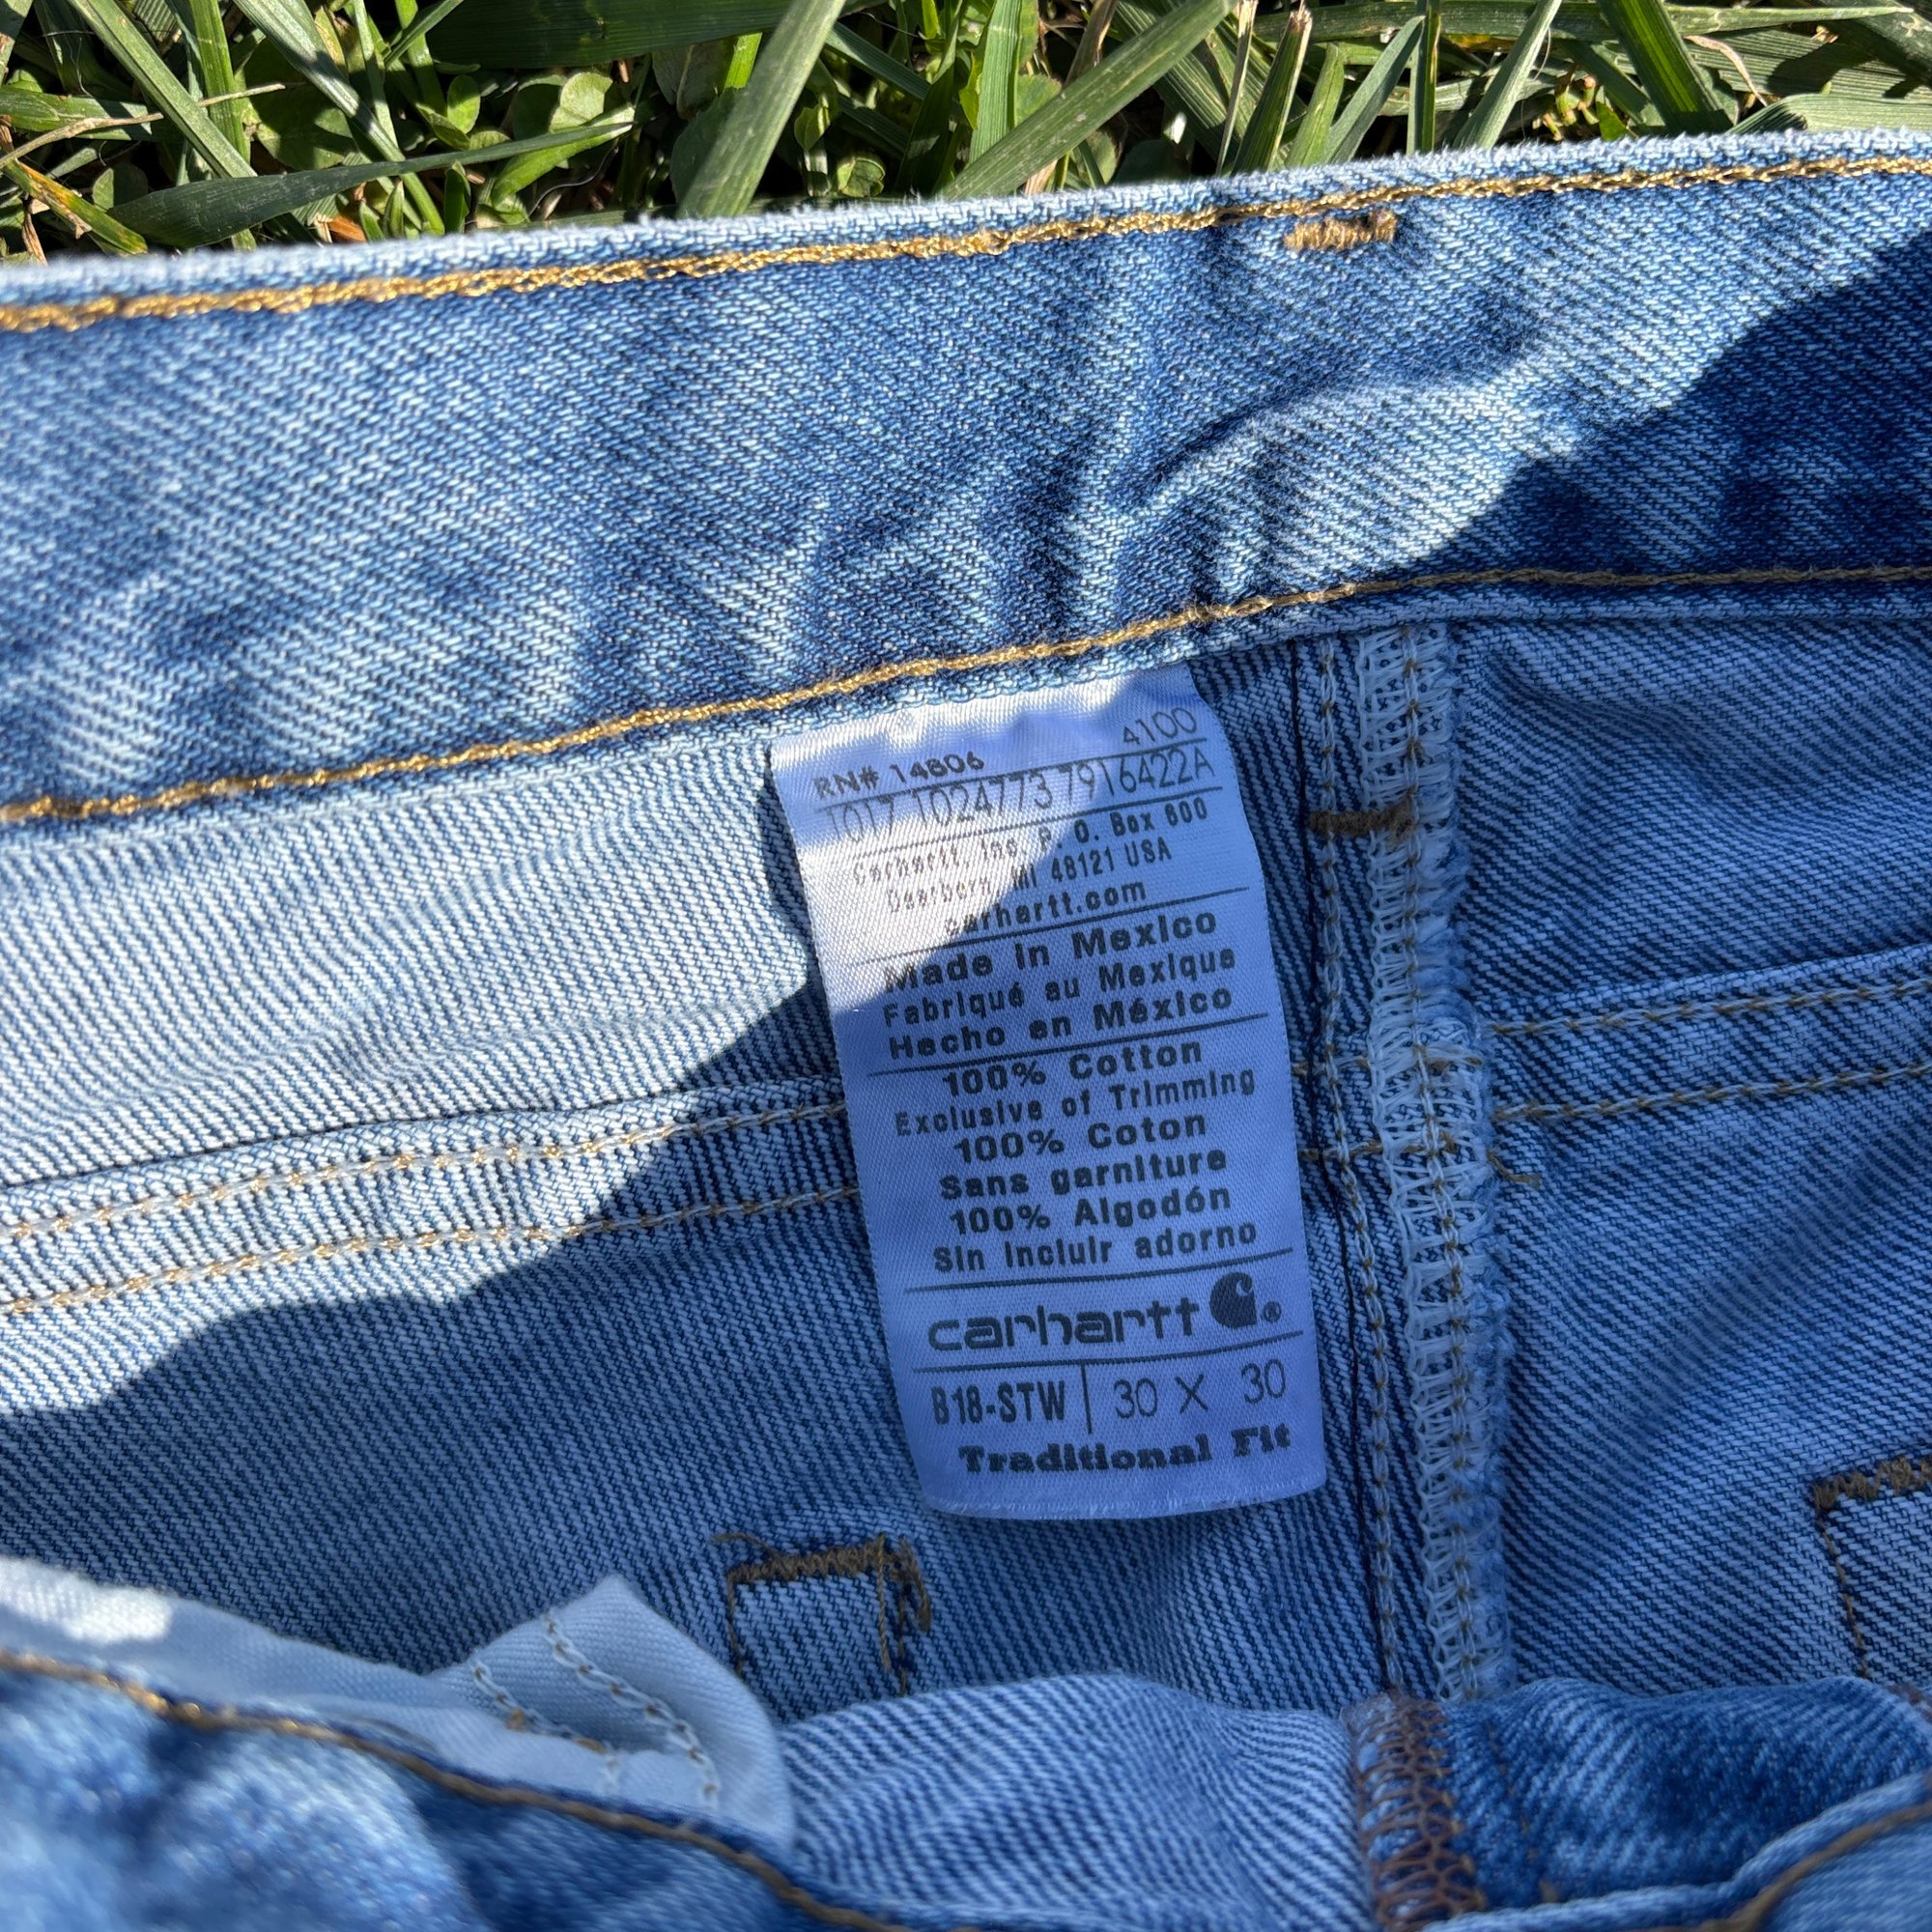 RN# 14806 4100
1017 1024773 7916422A
Carhartt, Inc. P. O. Box 600
Dearborn, MI 48121 USA
carhartt.com
Made in Mexico
Fabriqué au Mexique
Hecho en México
100% Cotton
Exclusive of Trimming
100% Coton
Sans garniture
100% Algodón
Sin incluir adorno
carhartt ®
B18-STW 30 X 30
Traditional Fit